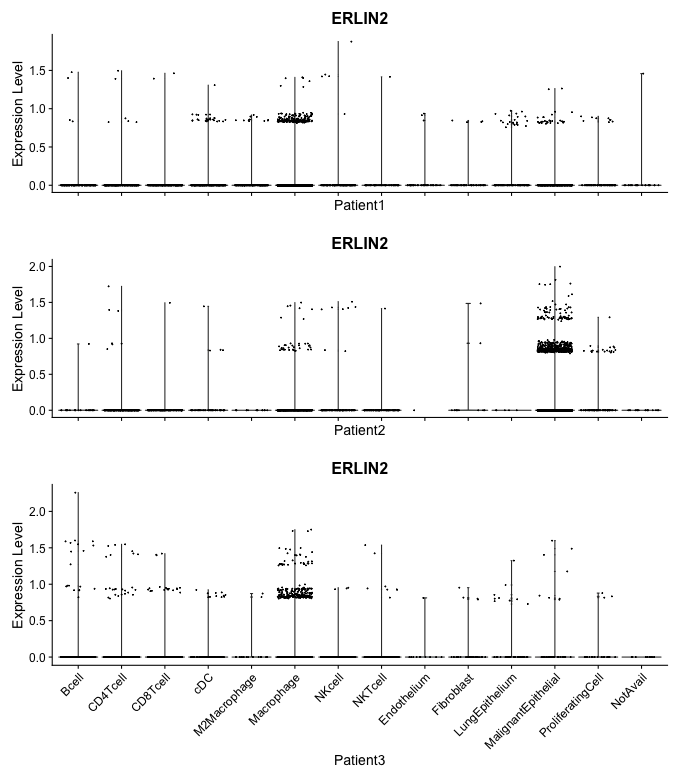 ERLIN2
Expression Level
1.5
1.0
0.5
0.0
Patient1
ERLIN2
Expression Level
2.0
1.5
1.0
0.5
0.0
Patient2
ERLIN2
Expression Level
2.0
1.5
1.0
0.5
0.0
Bcell
CD4Tcell
CD8Tcell
cDC
M2Macrophage
Macrophage
NKcell
NKTcell
Endothelium
Fibroblast
LungEpithelium
MalignantEpithelial
ProliferatingCell
NotAvail
Patient3